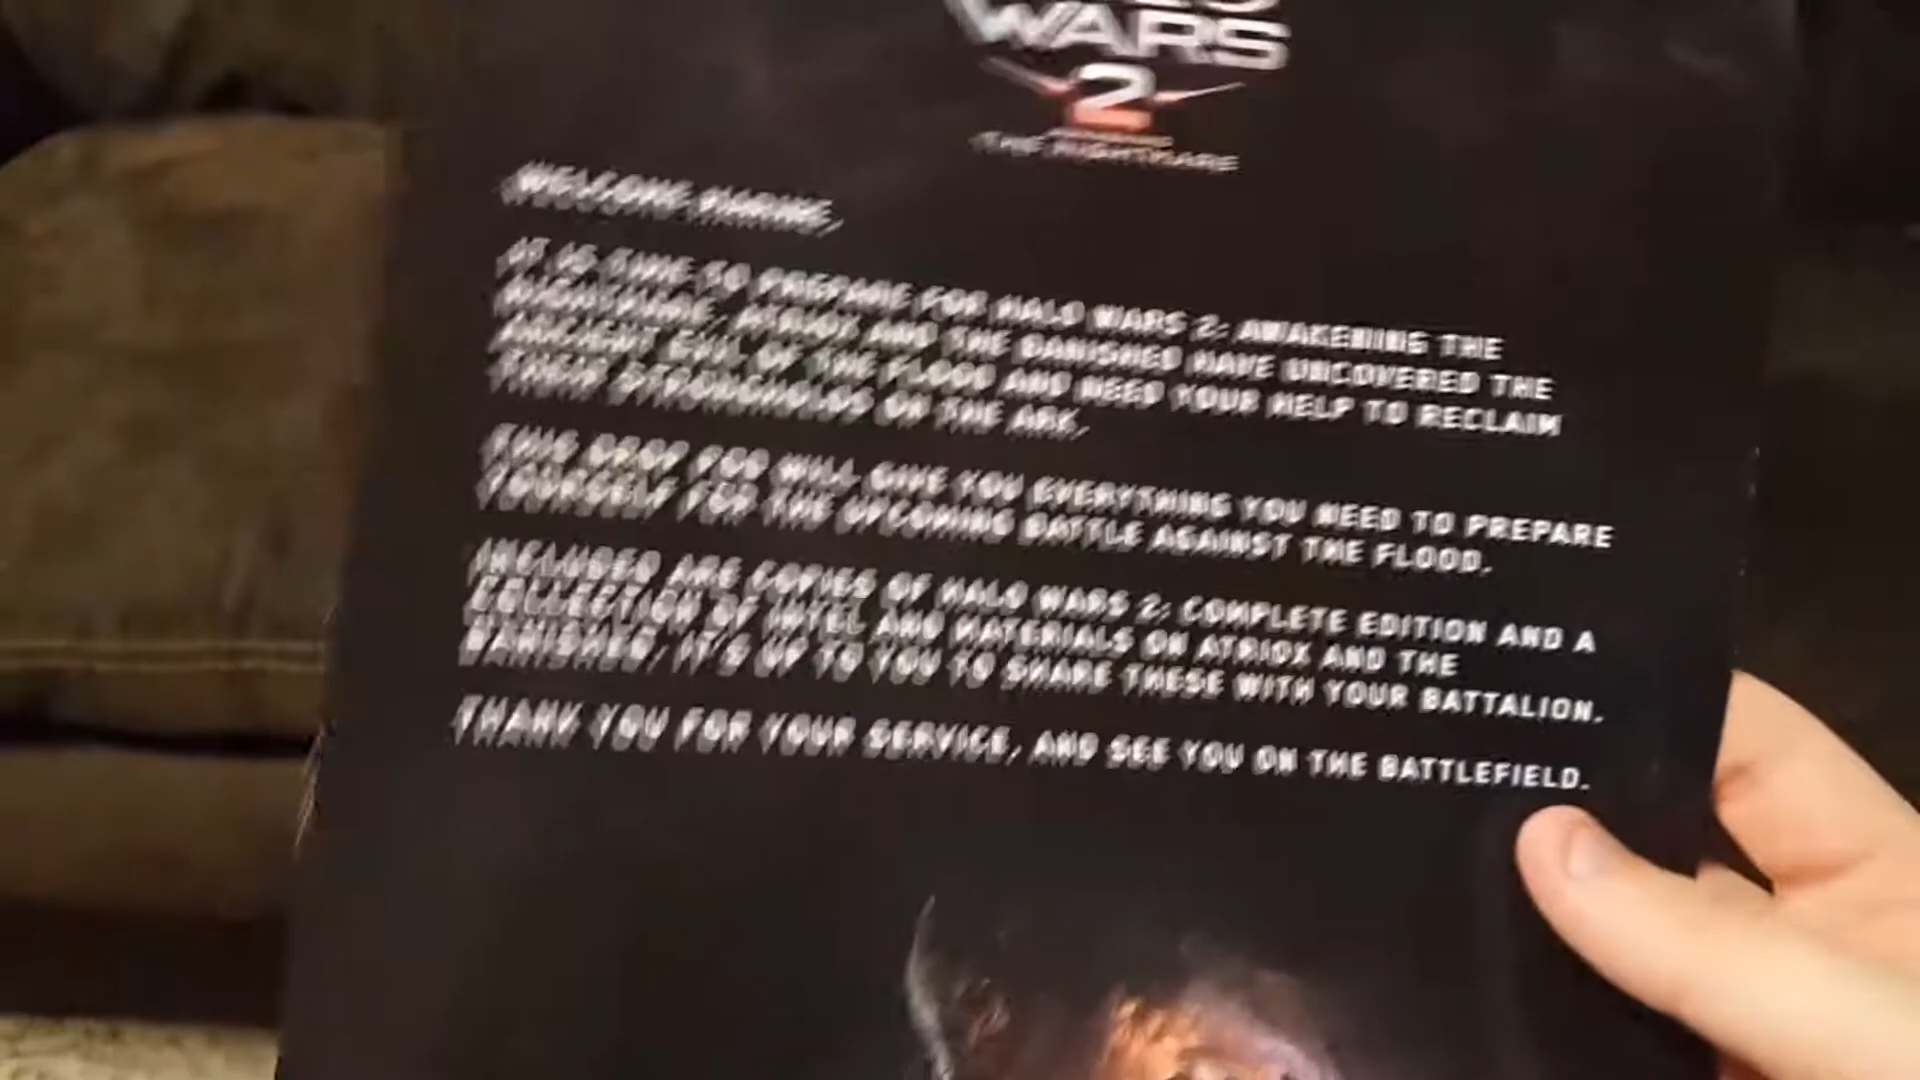 WARS
2
THE NIGHTMARE
WELCOME MARINE,
IT IS TIME TO PREPARE FOR HALO WARS 2: AWAKENING THE
NIGHTMARE. ATRIOX AND THE BANISHED HAVE UNCOVERED THE
ANCIENT EVIL OF THE FLOOD AND NEED YOUR HELP TO RECLAIM
THEIR STRONGHOLDS ON THE ARK.
THIS DROP POD WILL GIVE YOU EVERYTHING YOU NEED TO PREPARE
YOURSELF FOR THE UPCOMING BATTLE AGAINST THE FLOOD.
INCLUDED ARE COPIES OF HALO WARS 2: COMPLETE EDITION AND A
COLLECTION OF INTEL AND MATERIALS ON ATRIOX AND THE
BANISHED, IT'S UP TO YOU TO SHARE THESE WITH YOUR BATTALION.
THANK YOU FOR YOUR SERVICE, AND SEE YOU ON THE BATTLEFIELD.